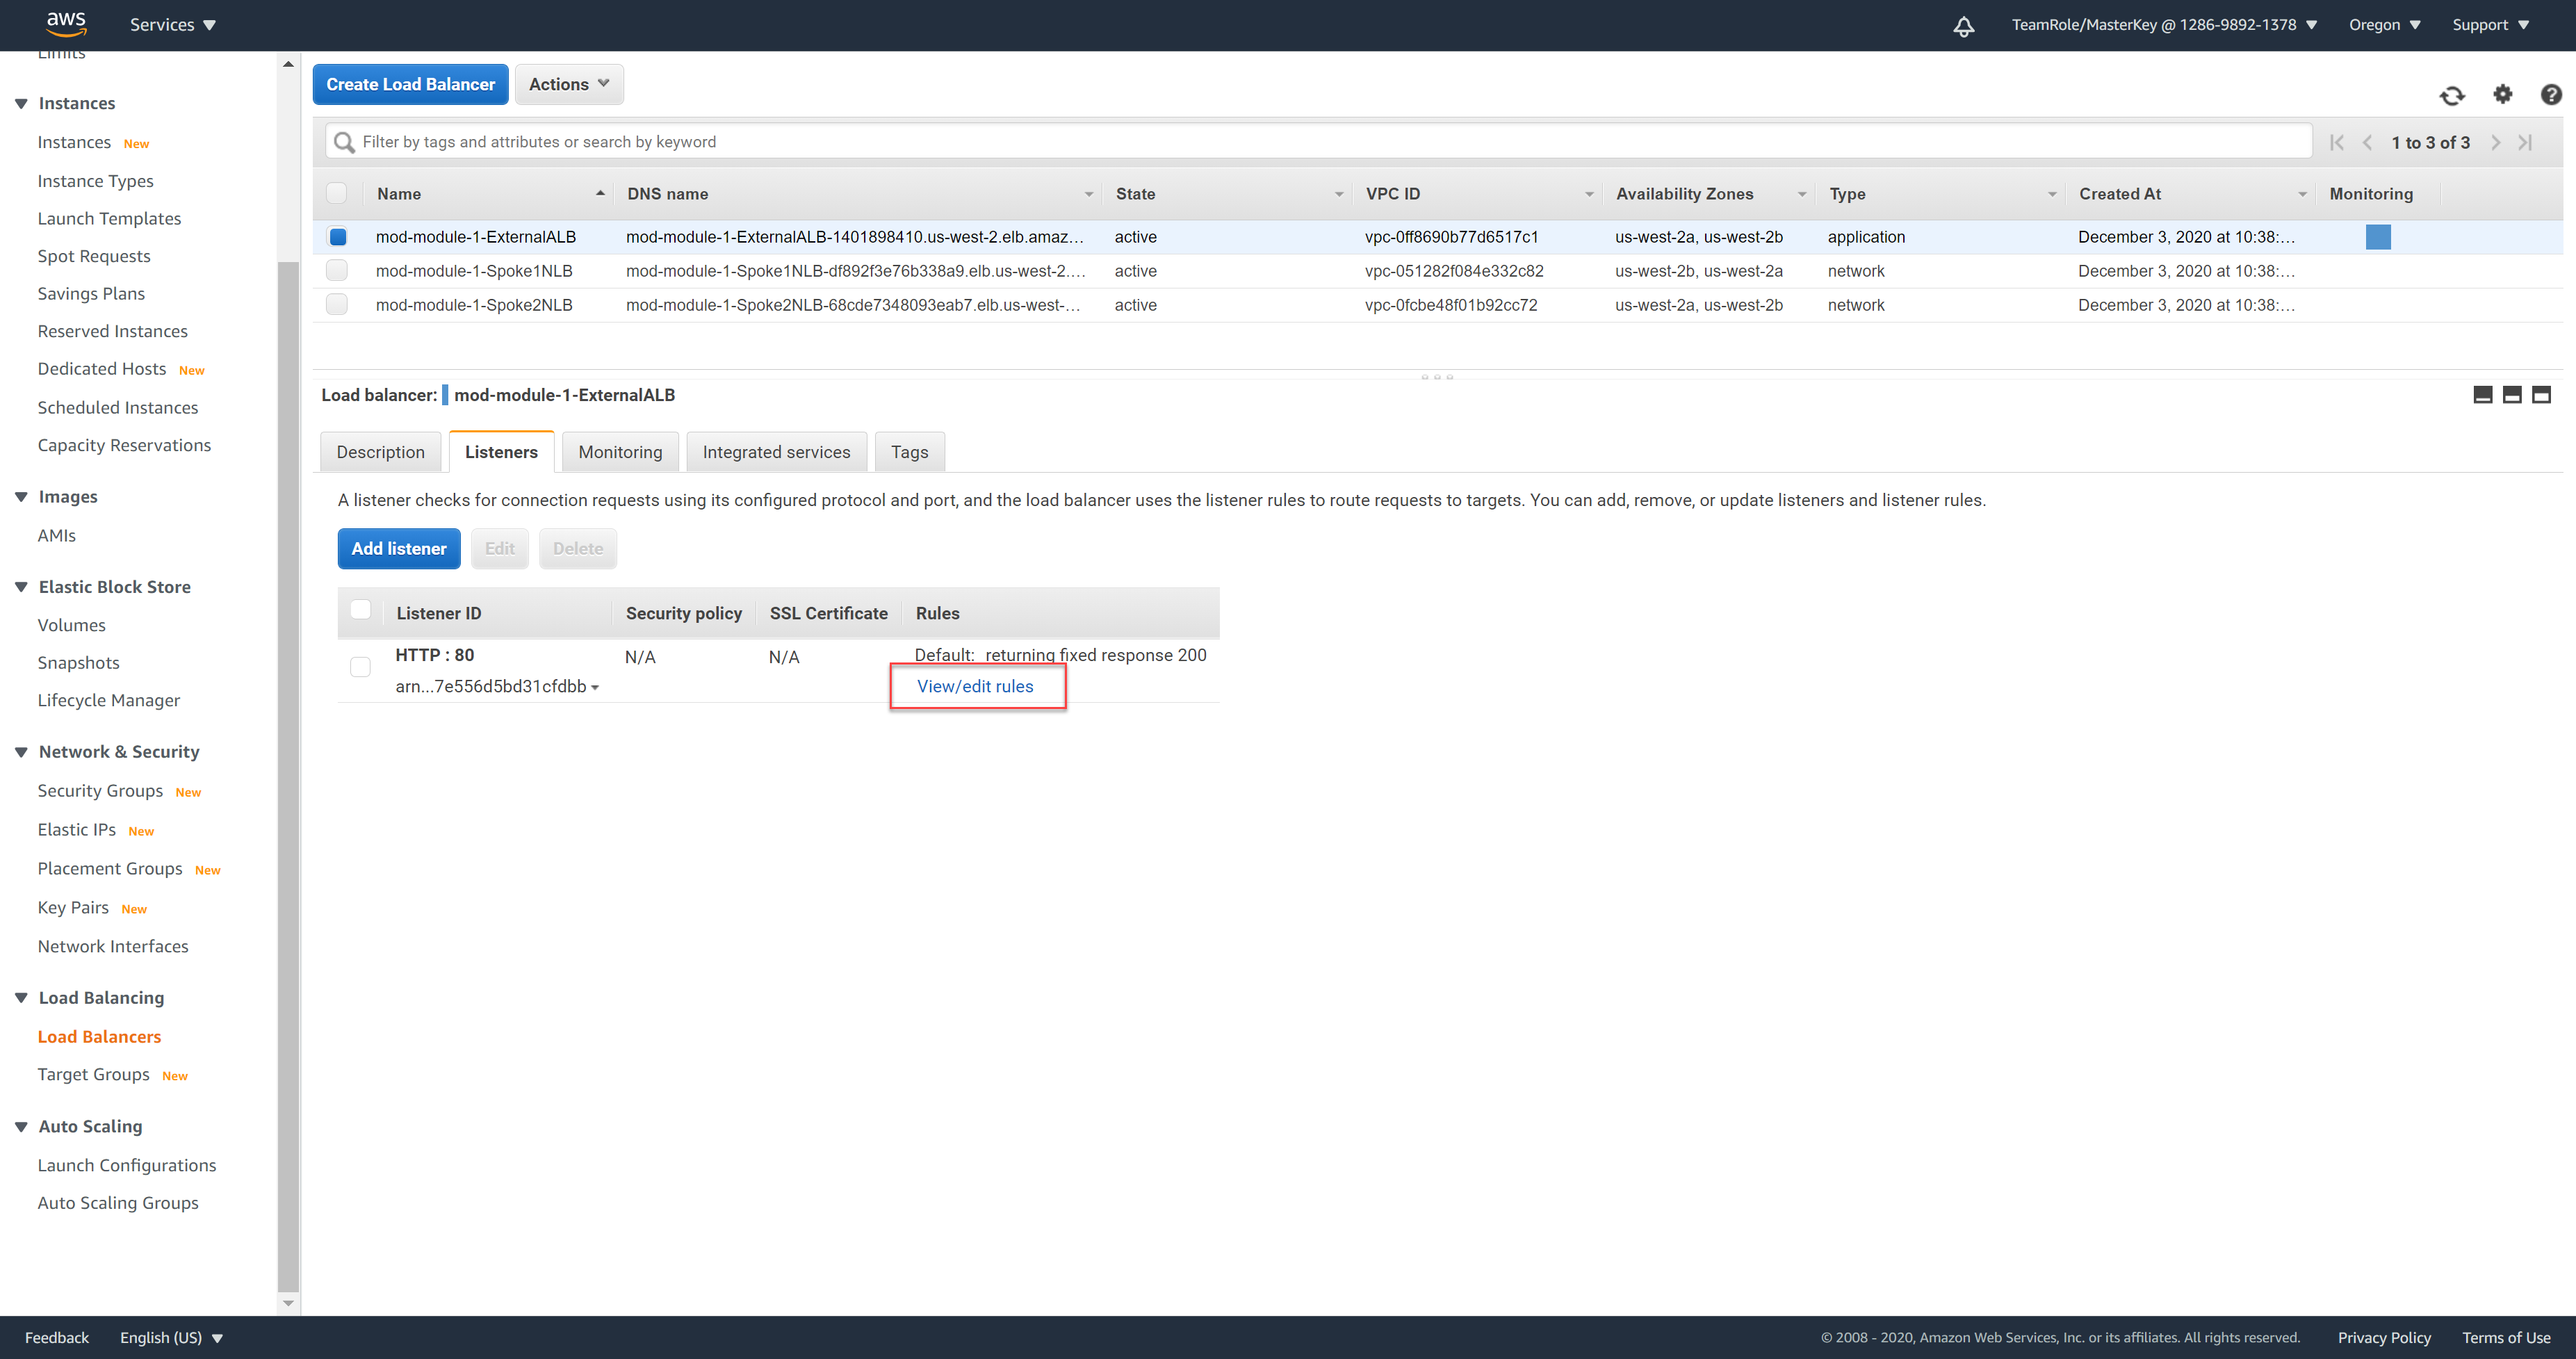 aws Services TeamRole/MasterKey @ 1286-9892-1378 Oregon Support
Limits
Instances
Instances New
Instance Types
Launch Templates
Spot Requests
Savings Plans
Reserved Instances
Dedicated Hosts New
Scheduled Instances
Capacity Reservations
Images
AMIs
Elastic Block Store
Volumes
Snapshots
Lifecycle Manager
Network & Security
Security Groups New
Elastic IPs New
Placement Groups New
Key Pairs New
Network Interfaces
Load Balancing
Load Balancers
Target Groups New
Auto Scaling
Launch Configurations
Auto Scaling Groups
Create Load Balancer Actions
Filter by tags and attributes or search by keyword 1 to 3 of 3
Name DNS name State VPC ID Availability Zones Type Created At Monitoring
mod-module-1-ExternalALB mod-module-1-ExternalALB-1401898410.us-west-2.elb.amaz... active vpc-0ff8690b77d6517c1 us-west-2a, us-west-2b application December 3, 2020 at 10:38:...
mod-module-1-Spoke1NLB mod-module-1-Spoke1NLB-df892f3e76b338a9.elb.us-west-2.... active vpc-051282f084e332c82 us-west-2b, us-west-2a network December 3, 2020 at 10:38:...
mod-module-1-Spoke2NLB mod-module-1-Spoke2NLB-68cde7348093eab7.elb.us-west-... active vpc-0fcbe48f01b92cc72 us-west-2a, us-west-2b network December 3, 2020 at 10:38:...
Load balancer: mod-module-1-ExternalALB
Description Listeners Monitoring Integrated services Tags
A listener checks for connection requests using its configured protocol and port, and the load balancer uses the listener rules to route requests to targets. You can add, remove, or update listeners and listener rules.
Add listener Edit Delete
Listener ID Security policy SSL Certificate Rules
HTTP : 80 N/A N/A Default: returning fixed response 200
arn...7e556d5bd31cfdbb View/edit rules
Feedback English (US) © 2008 - 2020, Amazon Web Services, Inc. or its affiliates. All rights reserved. Privacy Policy Terms of Use